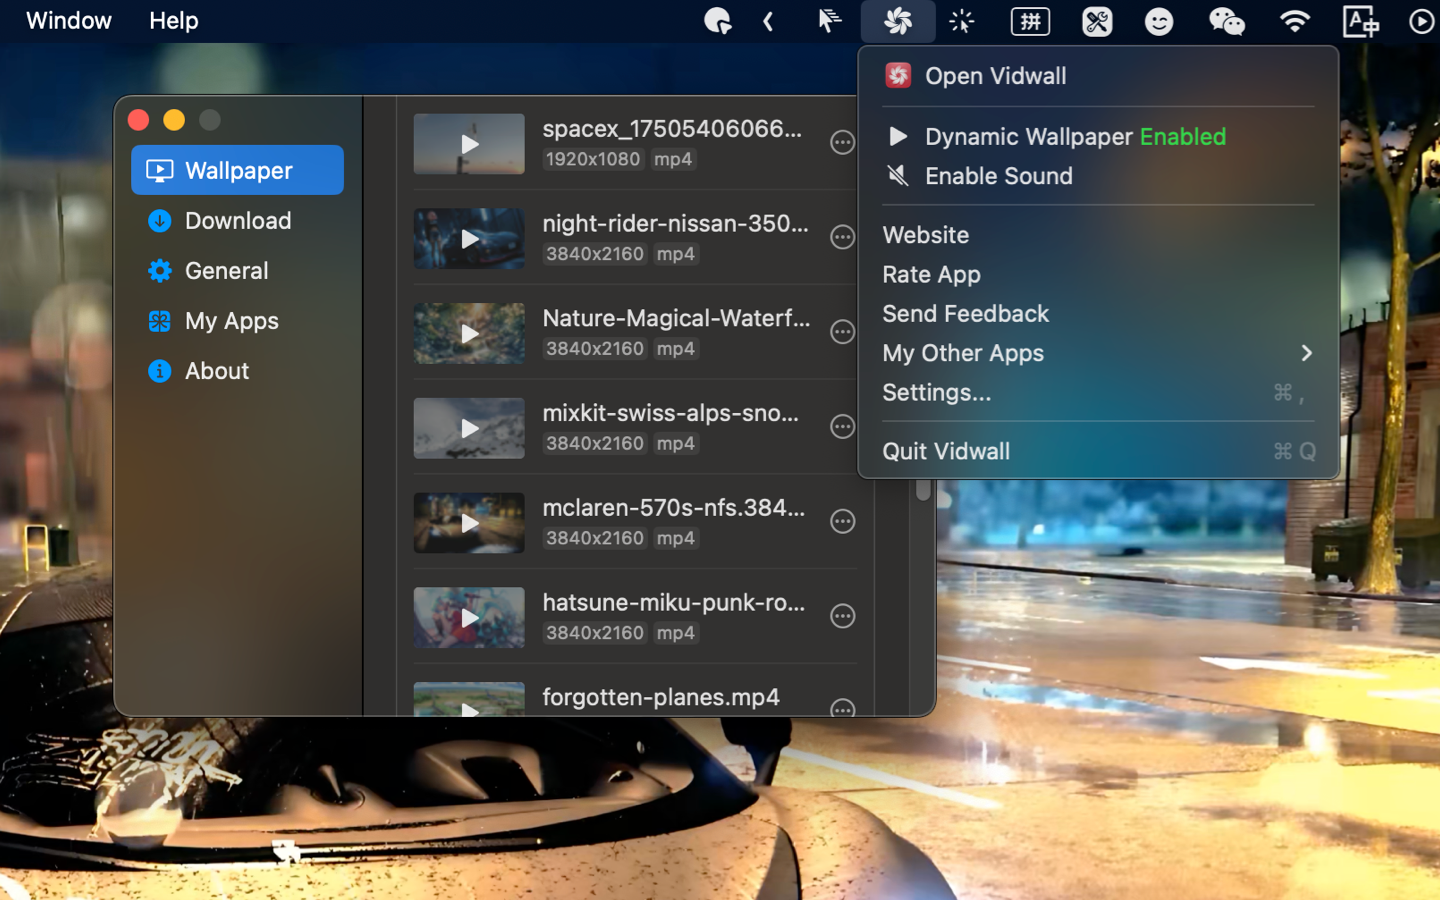 Window Help
拼
A中
Wallpaper
Download
General
My Apps
About
spacex_17505406066...
1920x1080 mp4
night-rider-nissan-350...
3840x2160 mp4
Nature-Magical-Waterf...
3840x2160 mp4
mixkit-swiss-alps-sno...
3840x2160 mp4
mclaren-570s-nfs.384...
3840x2160 mp4
hatsune-miku-punk-ro...
3840x2160 mp4
forgotten-planes.mp4
Open Vidwall
Dynamic Wallpaper Enabled
Enable Sound
Website
Rate App
Send Feedback
My Other Apps
Settings... ⌘ ,
Quit Vidwall ⌘ Q